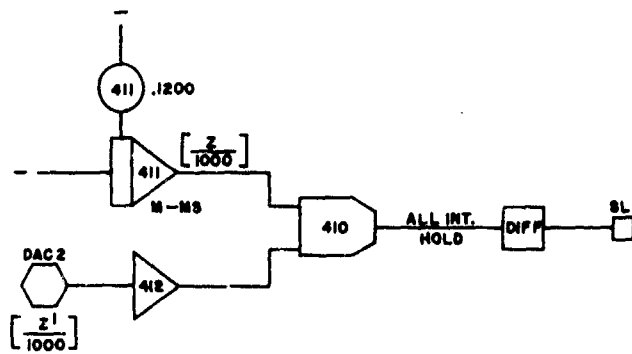 411 .1200
411
[Z/1000]
M-MS
410
ALL INT.
HOLD
DIFF
SL
DAC 2
412
[Z'/1000]